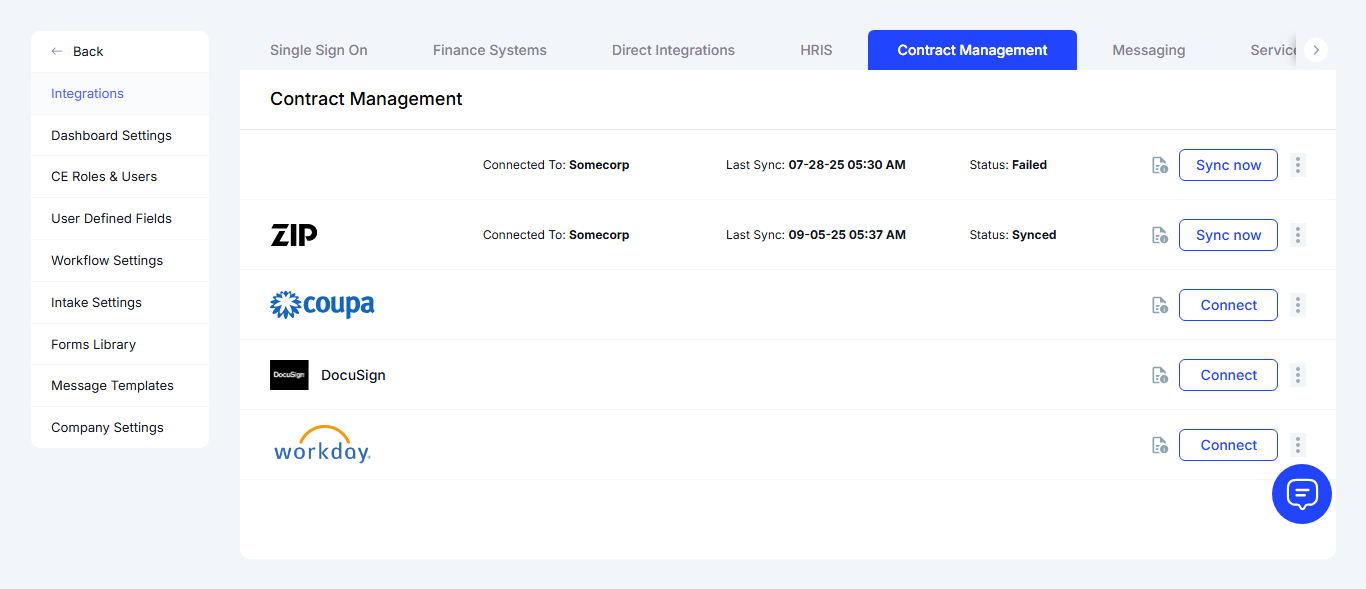 Back
Integrations
Dashboard Settings
CE Roles & Users
User Defined Fields
Workflow Settings
Intake Settings
Forms Library
Message Templates
Company Settings
Single Sign On Finance Systems Direct Integrations HRIS Contract Management Messaging Service
Contract Management
Connected To: Somecorp Last Sync: 07-28-25 05:30 AM Status: Failed Sync now
ZIP Connected To: Somecorp Last Sync: 09-05-25 05:37 AM Status: Synced Sync now
coupa Connect
DocuSign DocuSign Connect
workday. Connect